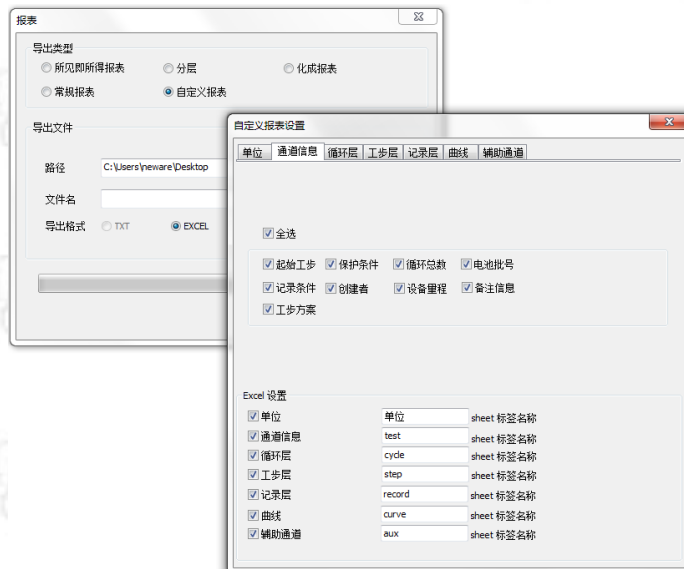 报表
导出类型
所见即所得报表 分层 化成报表
常规报表 自定义报表
导出文件
路径 C:\Users\neware\Desktop
文件名
导出格式 TXT EXCEL
自定义报表设置
单位 通道信息 循环层 工步层 记录层 曲线 辅助通道
全选
起始工步 保护条件 循环总数 电池批号
记录条件 创建者 设备量程 备注信息
工步方案
Excel 设置
单位 单位 sheet 标签名称
通道信息 test sheet 标签名称
循环层 cycle sheet 标签名称
工步层 step sheet 标签名称
记录层 record sheet 标签名称
曲线 curve sheet 标签名称
辅助通道 aux sheet 标签名称